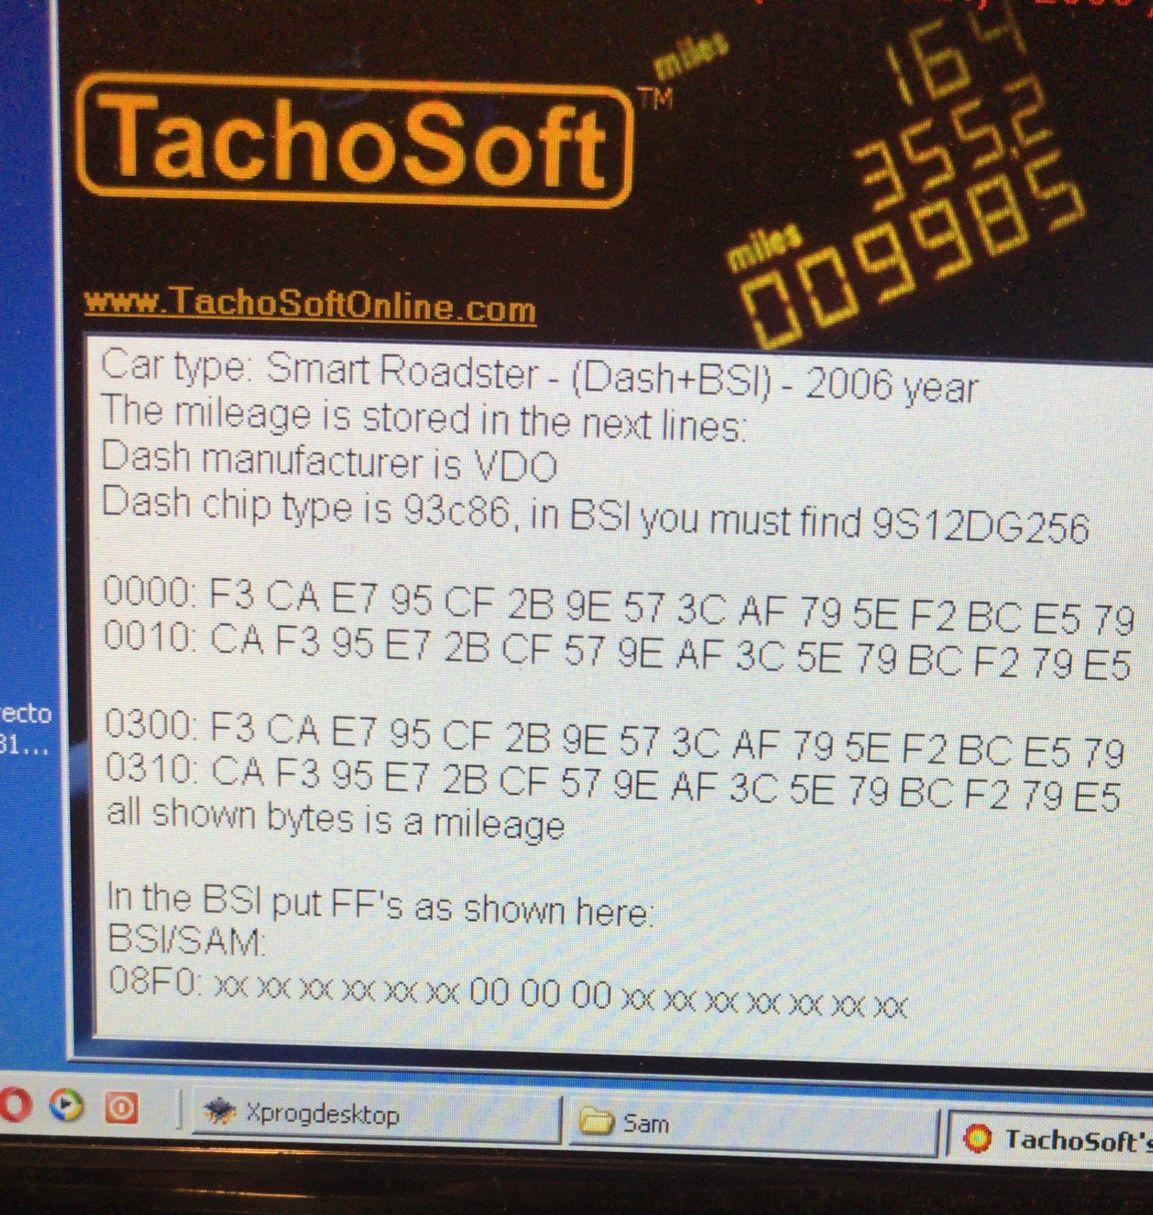 miles
164
355,2
TachoSoft™
miles
009985
www.TachoSoftOnline.com
Car type: Smart Roadster - (Dash+BSI) - 2006 year
The mileage is stored in the next lines:
Dash manufacturer is VDO
Dash chip type is 93c86, in BSI you must find 9S12DG256
0000: F3 CA E7 95 CF 2B 9E 57 3C AF 79 5E F2 BC E5 79
0010: CA F3 95 E7 2B CF 57 9E AF 3C 5E 79 BC F2 79 E5
0300: F3 CA E7 95 CF 2B 9E 57 3C AF 79 5E F2 BC E5 79
0310: CA F3 95 E7 2B CF 57 9E AF 3C 5E 79 BC F2 79 E5
all shown bytes is a mileage
In the BSI put FF's as shown here:
BSI/SAM:
08F0: xx xx xx xx xx xx 00 00 00 xx xx xx xx xx xx xx
Xprogdesktop
Sam
TachoSoft's